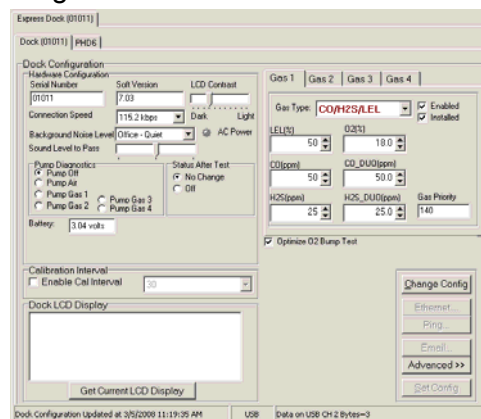 Express Dock (01011)
Dock (01011) PHD6
Dock Configuration
Hardware Configuration
Serial Number Soft Version LCD Contrast
01011 7.03
Dark Light
Connection Speed 115.2 kbps
Background Noise Level Office - Quiet AC Power
Sound Level to Pass
Pump Diagnostics
Pump Off
Pump Air
Pump Gas 1
Pump Gas 2
Pump Gas 3
Pump Gas 4
Status After Test
No Change
Off
Battery: 3.04 volts
Calibration Interval
Enable Cal Interval 30
Dock LCD Display
Get Current LCD Display
Gas 1 Gas 2 Gas 3 Gas 4
Gas Type: CO/H2S/LEL Enabled
Installed
LEL(%) O2(%)
50 18.0
CO(ppm) CO_DUO(ppm)
50 50.0
H2S(ppm) H2S_DUO(ppm) Gas Priority
25 25.0 140
Optimize O2 Bump Test
Change Config
Ethernet...
Ping...
Email...
Advanced >>
Set Config
Dock Configuration Updated at 3/5/2008 11:19:35 AM USB Data on USB CH 2 Bytes=3